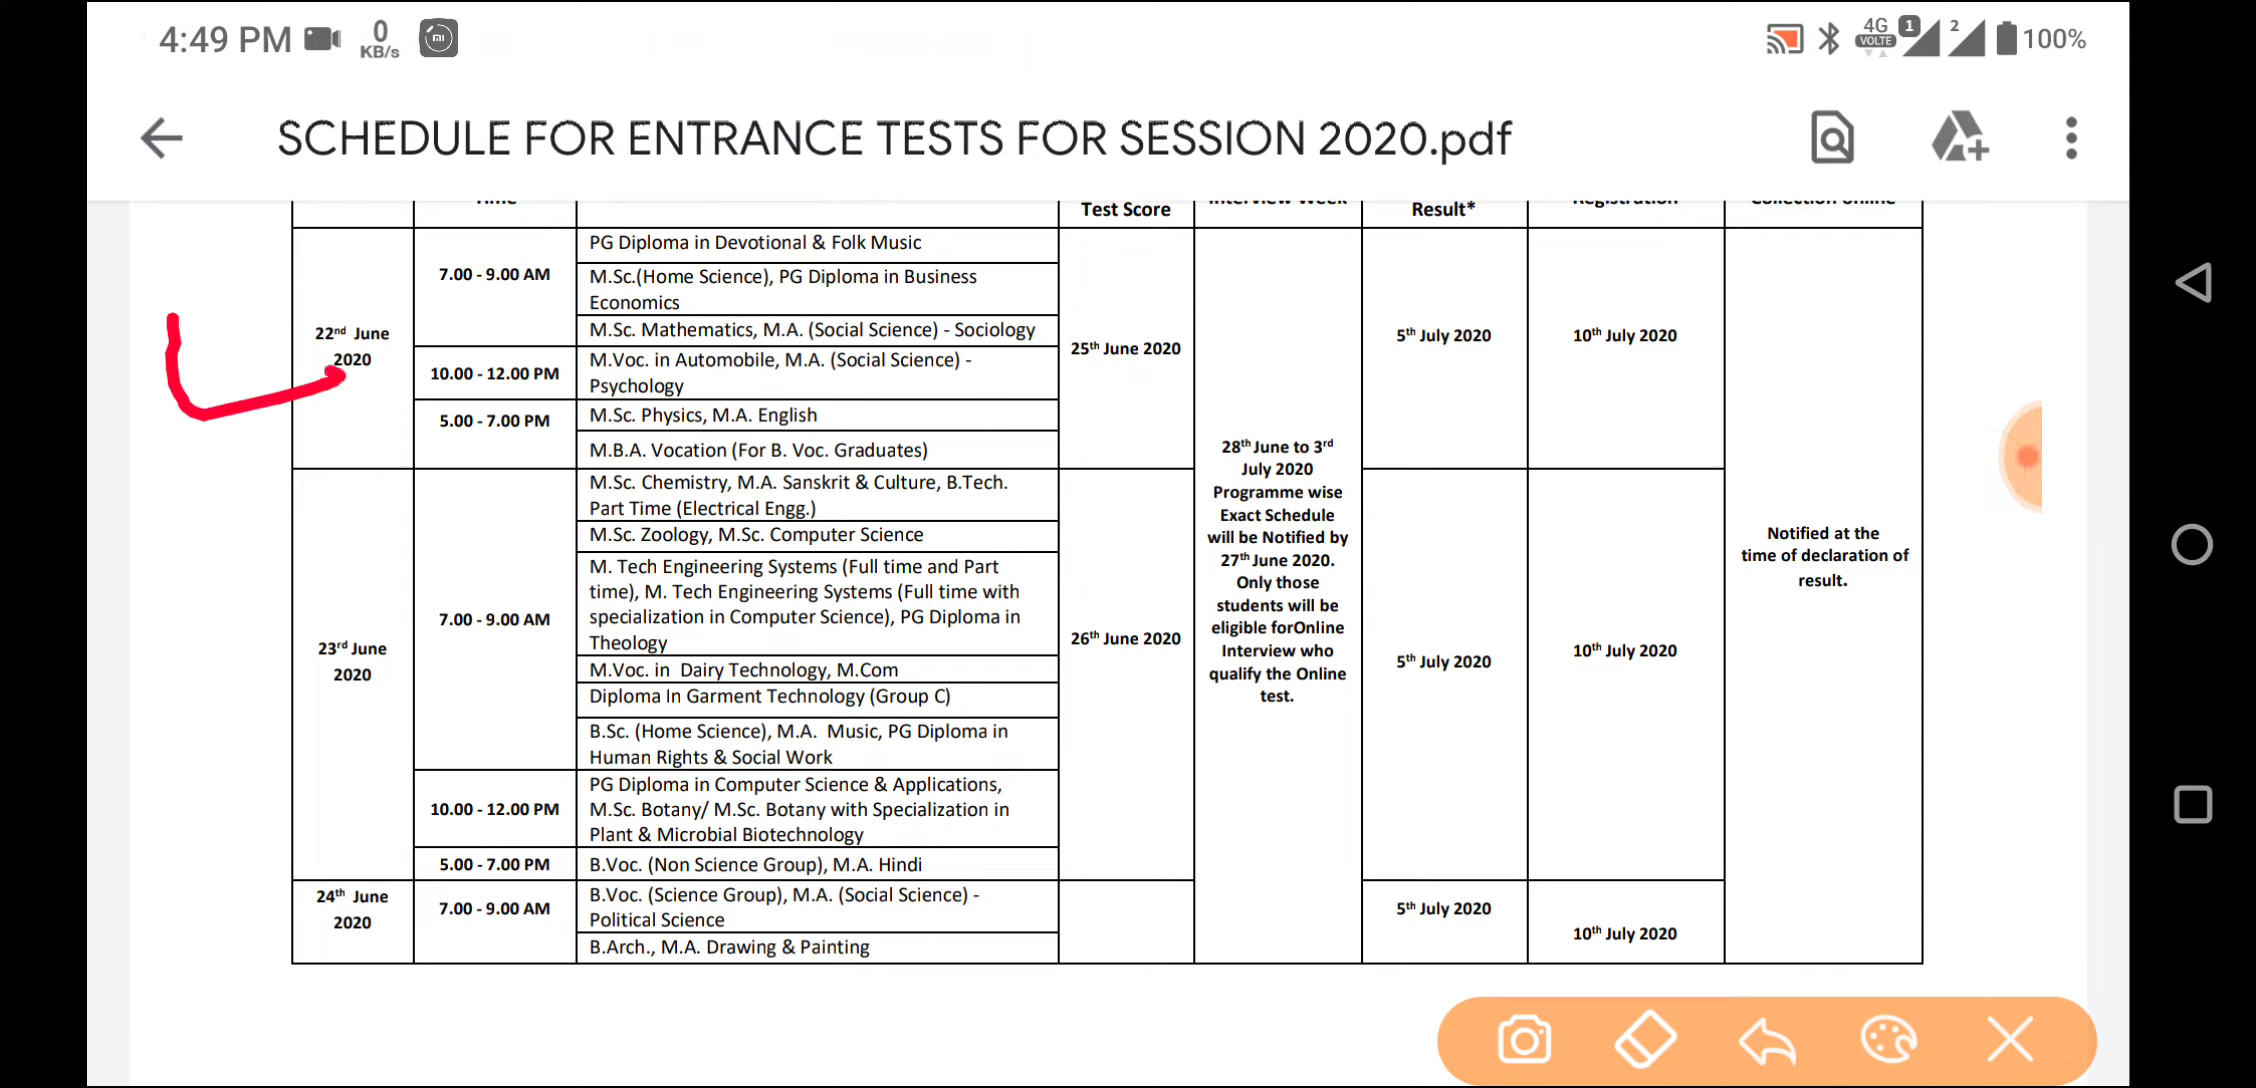 4:49 PM 0 KB/s mi 4G VOLTE 1 2 100%
SCHEDULE FOR ENTRANCE TESTS FOR SESSION 2020.pdf
Time Test Score Interview Week Result* Registration Collection Online
22nd June
2020
7.00 - 9.00 AM
PG Diploma in Devotional & Folk Music
M.Sc.(Home Science), PG Diploma in Business
Economics
M.Sc. Mathematics, M.A. (Social Science) - Sociology
10.00 - 12.00 PM
M.Voc. in Automobile, M.A. (Social Science) -
Psychology
5.00 - 7.00 PM
M.Sc. Physics, M.A. English
M.B.A. Vocation (For B. Voc. Graduates)
25th June 2020
5th July 2020
10th July 2020
23rd June
2020
7.00 - 9.00 AM
M.Sc. Chemistry, M.A. Sanskrit & Culture, B.Tech.
Part Time (Electrical Engg.)
M.Sc. Zoology, M.Sc. Computer Science
M. Tech Engineering Systems (Full time and Part
time), M. Tech Engineering Systems (Full time with
specialization in Computer Science), PG Diploma in
Theology
M.Voc. in Dairy Technology, M.Com
Diploma In Garment Technology (Group C)
B.Sc. (Home Science), M.A. Music, PG Diploma in
Human Rights & Social Work
10.00 - 12.00 PM
PG Diploma in Computer Science & Applications,
M.Sc. Botany/ M.Sc. Botany with Specialization in
Plant & Microbial Biotechnology
5.00 - 7.00 PM
B.Voc. (Non Science Group), M.A. Hindi
26th June 2020
28th June to 3rd
July 2020
Programme wise
Exact Schedule
will be Notified by
27th June 2020.
Only those
students will be
eligible forOnline
Interview who
qualify the Online
test.
5th July 2020
10th July 2020
Notified at the
time of declaration of
result.
24th June
2020
7.00 - 9.00 AM
B.Voc. (Science Group), M.A. (Social Science) -
Political Science
B.Arch., M.A. Drawing & Painting
5th July 2020
10th July 2020